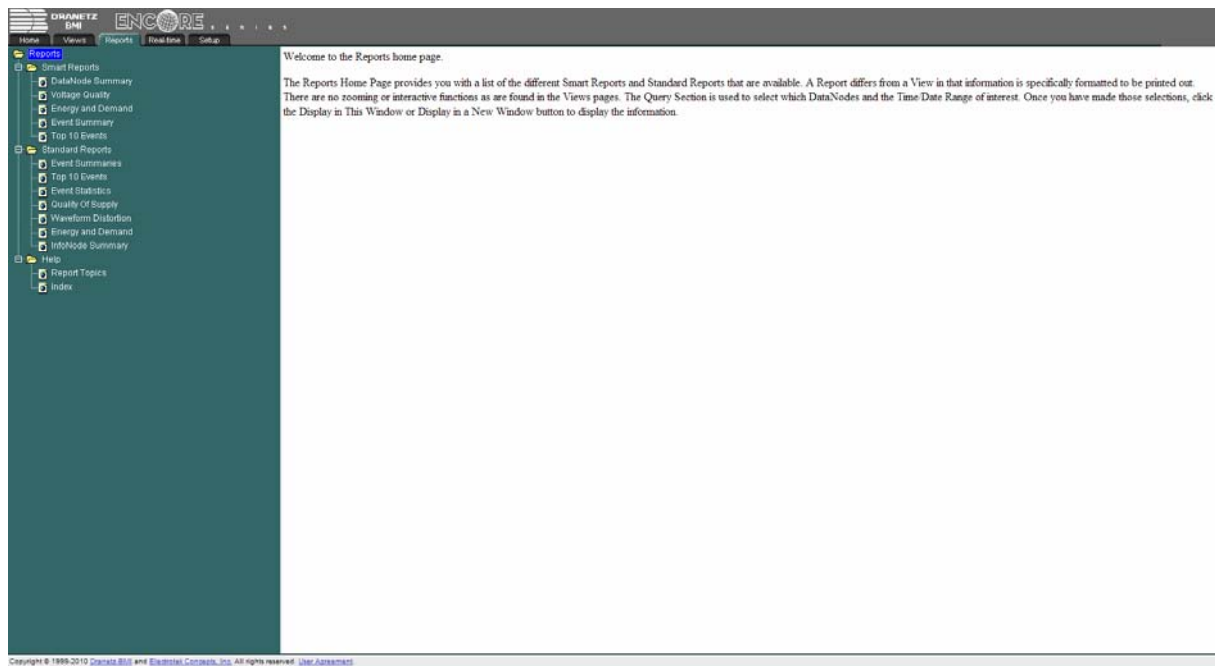 DRANETZ
BMI
ENCORE . s e r i e s
Home Views Reports Real-time Setup
Reports
Smart Reports
DataNode Summary
Voltage Quality
Energy and Demand
Event Summary
Top 10 Events
Standard Reports
Event Summaries
Top 10 Events
Event Statistics
Quality Of Supply
Waveform Distortion
Energy and Demand
InfoNode Summary
Help
Report Topics
Index
Welcome to the Reports home page.
The Reports Home Page provides you with a list of the different Smart Reports and Standard Reports that are available. A Report differs from a View in that information is specifically formatted to be printed out.
There are no zooming or interactive functions as are found in the Views pages. The Query Section is used to select which DataNodes and the Time/Date Range of interest. Once you have made those selections, click
the Display in This Window or Display in a New Window button to display the information.
Copyright © 1999-2010 Dranetz-BMI and Electrotek Concepts, Inc. All rights reserved. User Agreement.